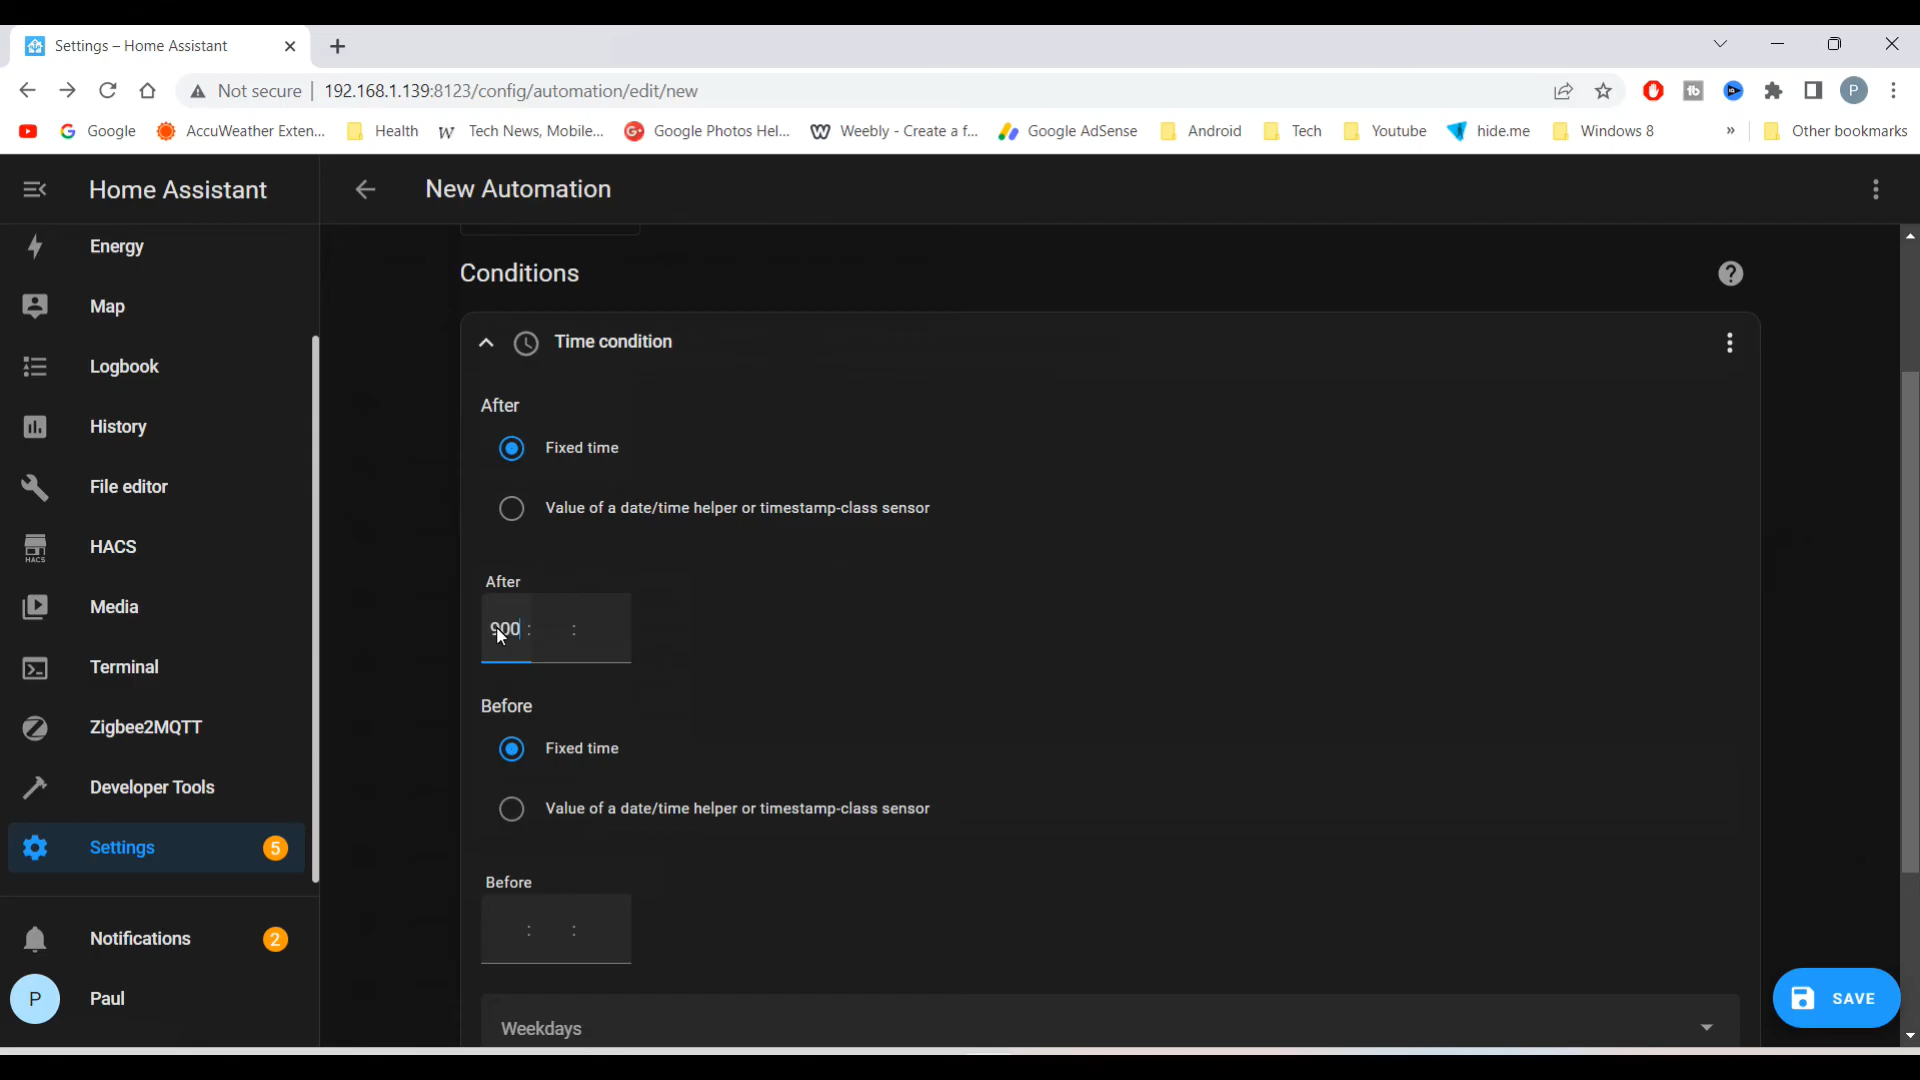 Settings – Home Assistant
Not secure | 192.168.1.139:8123/config/automation/edit/new
P
Google
AccuWeather Exten...
Health
W Tech News, Mobile...
Google Photos Hel...
Weebly - Create a f...
Google AdSense
Android
Tech
Youtube
hide.me
Windows 8
»
Other bookmarks
Home Assistant
New Automation
Energy
Map
Logbook
History
File editor
HACS
HACS
Media
Terminal
Zigbee2MQTT
Developer Tools
Settings 5
Notifications 2
P Paul
Conditions
Time condition
After
Fixed time
Value of a date/time helper or timestamp-class sensor
After
900 : :
Before
Fixed time
Value of a date/time helper or timestamp-class sensor
Before
: :
Weekdays
SAVE